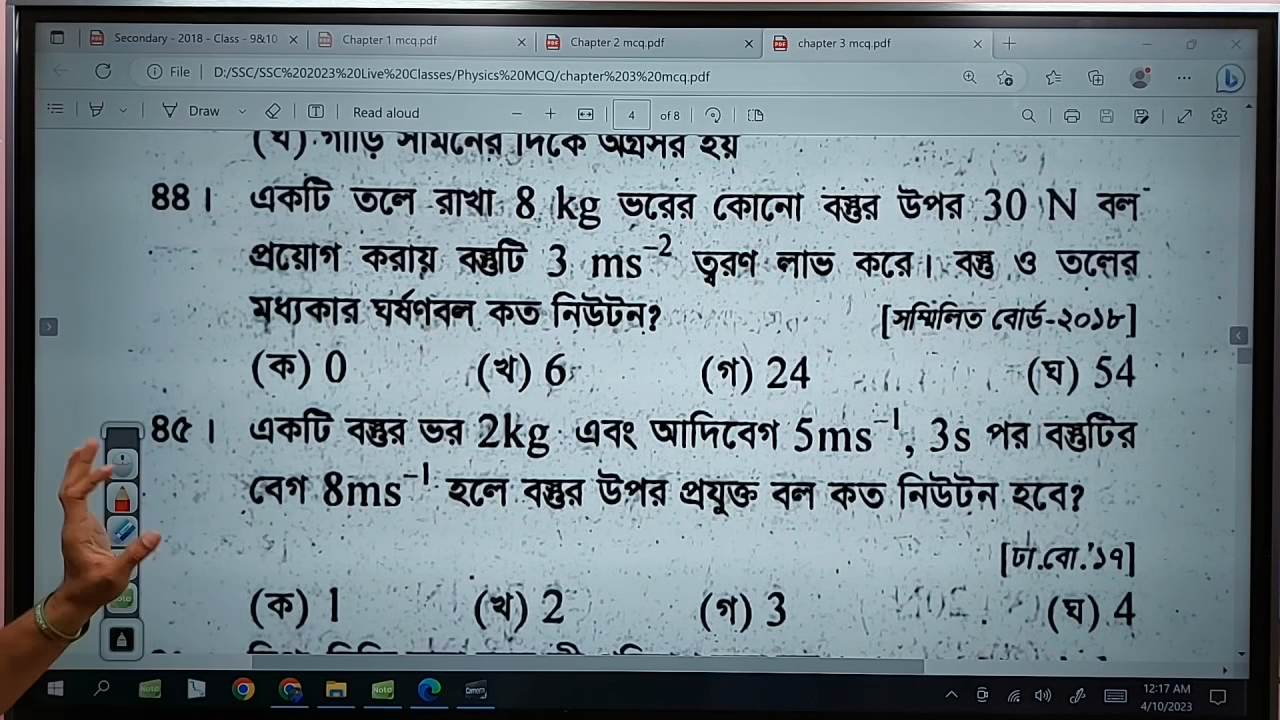 Secondary - 2018 - Class - 9&10
Chapter 1 mcq.pdf
Chapter 2 mcq.pdf
chapter 3 mcq.pdf
File D:/SSC/SSC%202023%20Live%20Classes/Physics%20MCQ/chapter%203%20mcq.pdf
Draw
Read aloud
4 of 8
(ঘ) গাড়ি সামনের দিকে অগ্রসর হয়
৪৪। একটি তলে রাখা 8 kg ভরের কোনো বস্তুর উপর 30 N বল
প্রয়োগ করায় বস্তুটি 3 ms⁻² ত্বরণ লাভ করে। বস্তু ও তলের
মধ্যকার ঘর্ষণবল কত নিউটন? [সম্মিলিত বোর্ড-২০১৮]
(ক) 0 (খ) 6 (গ) 24 (ঘ) 54
৪৫। একটি বস্তুর ভর 2kg এবং আদিবেগ 5ms⁻¹, 3s পর বস্তুটির
বেগ 8ms⁻¹ হলে বস্তুর উপর প্রযুক্ত বল কত নিউটন হবে?
[ঢা.বো.'১৭]
(ক) 1 (খ) 2 (গ) 3 (ঘ) 4
12:17 AM
4/10/2023